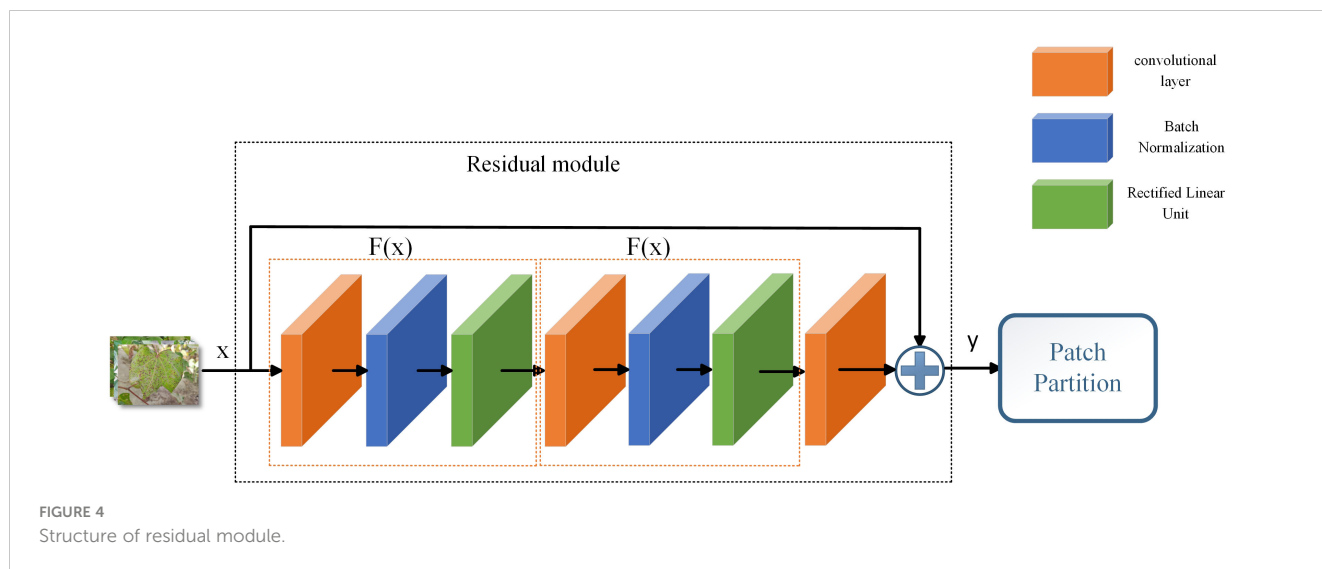 convolutional
layer
Batch
Normalization
Rectified Linear
Unit
Residual module
F(x)
F(x)
x
y
Patch
Partition
FIGURE 4
Structure of residual module.